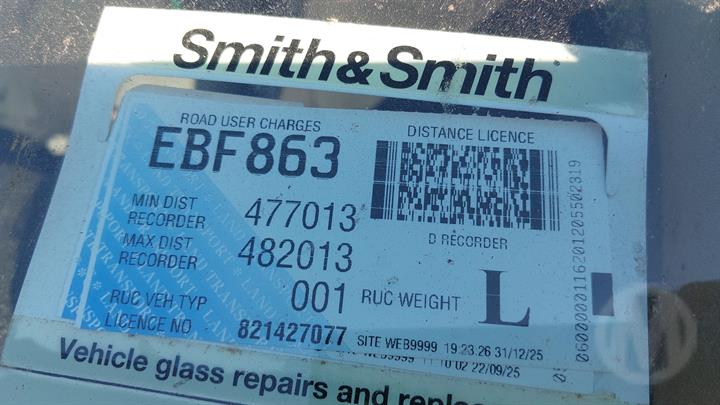 Smith&Smith
ROAD USER CHARGES
DISTANCE LICENCE
EBF863
MIN DIST
RECORDER 477013
MAX DIST
RECORDER 482013
D RECORDER
RUC VEH TYP 001 RUC WEIGHT L
LICENCE NO 821427077
SITE WEB9999 19:23:26 31/12/25
WEB9999 11:10:02 22/09/25
Vehicle glass repairs and